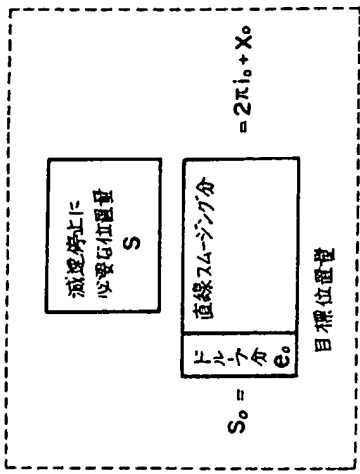 減速停止に
必要な位置量
S
S₀ =
ドループ分
e₀
直線スムージング分
= 2πi₀ + X₀
目標位置量